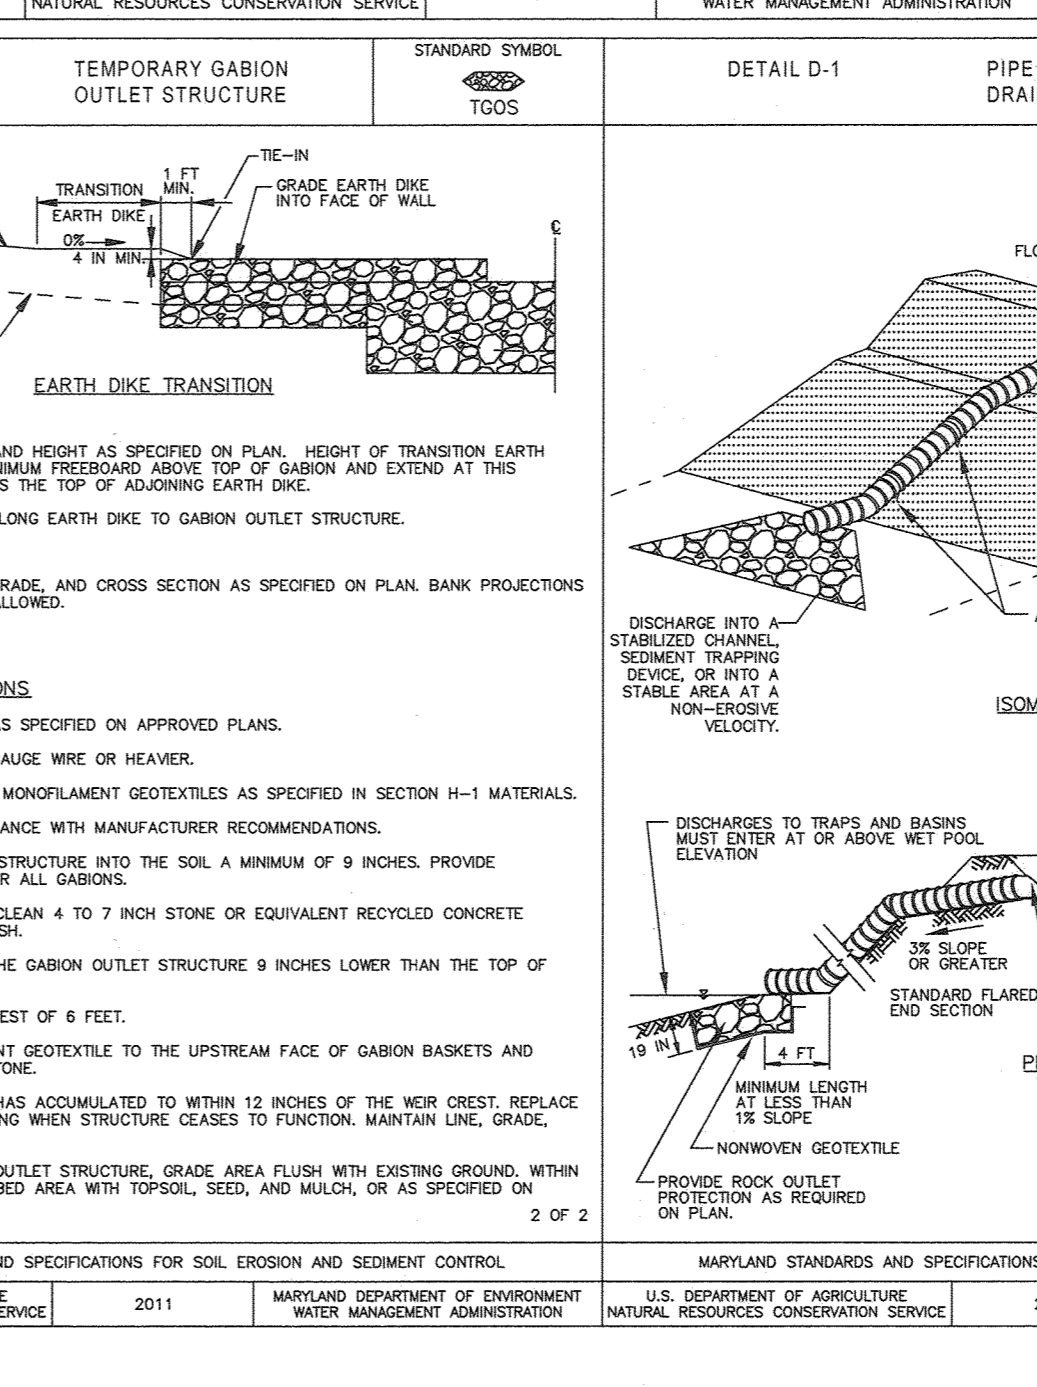 NATURAL RESOURCES CONSERVATION SERVICE
WATER MANAGEMENT ADMINISTRATION
TEMPORARY GABION
OUTLET STRUCTURE
STANDARD SYMBOL
TGOS
TIE-IN
1 FT
MIN.
TRANSITION
GRADE EARTH DIKE
INTO FACE OF WALL
EARTH DIKE
0%
4 IN MIN.
℄
EARTH DIKE TRANSITION
AND HEIGHT AS SPECIFIED ON PLAN. HEIGHT OF TRANSITION EARTH
NIMUM FREEBOARD ABOVE TOP OF GABION AND EXTEND AT THIS
S THE TOP OF ADJOINING EARTH DIKE.
LONG EARTH DIKE TO GABION OUTLET STRUCTURE.
RADE, AND CROSS SECTION AS SPECIFIED ON PLAN. BANK PROJECTIONS
LLOWED.
ONS
AS SPECIFIED ON APPROVED PLANS.
AUGE WIRE OR HEAVIER.
MONOFILAMENT GEOTEXTILES AS SPECIFIED IN SECTION H-1 MATERIALS.
ANCE WITH MANUFACTURER RECOMMENDATIONS.
STRUCTURE INTO THE SOIL A MINIMUM OF 9 INCHES. PROVIDE
R ALL GABIONS.
CLEAN 4 TO 7 INCH STONE OR EQUIVALENT RECYCLED CONCRETE
SH.
HE GABION OUTLET STRUCTURE 9 INCHES LOWER THAN THE TOP OF
EST OF 6 FEET.
NT GEOTEXTILE TO THE UPSTREAM FACE OF GABION BASKETS AND
TONE.
HAS ACCUMULATED TO WITHIN 12 INCHES OF THE WEIR CREST. REPLACE
NG WHEN STRUCTURE CEASES TO FUNCTION. MAINTAIN LINE, GRADE,
OUTLET STRUCTURE, GRADE AREA FLUSH WITH EXISTING GROUND. WITHIN
BED AREA WITH TOPSOIL, SEED, AND MULCH, OR AS SPECIFIED ON
2 OF 2
ND SPECIFICATIONS FOR SOIL EROSION AND SEDIMENT CONTROL
E
ERVICE
2011
MARYLAND DEPARTMENT OF ENVIRONMENT
WATER MANAGEMENT ADMINISTRATION
DETAIL D-1
PIPE
DRAI
FLO
DISCHARGE INTO A
STABILIZED CHANNEL,
SEDIMENT TRAPPING
DEVICE, OR INTO A
STABLE AREA AT A
NON-EROSIVE
VELOCITY.
ISOM
DISCHARGES TO TRAPS AND BASINS
MUST ENTER AT OR ABOVE WET POOL
ELEVATION
3% SLOPE
OR GREATER
STANDARD FLARED
END SECTION
19 IN
4 FT
MINIMUM LENGTH
AT LESS THAN
1% SLOPE
NONWOVEN GEOTEXTILE
PROVIDE ROCK OUTLET
PROTECTION AS REQUIRED
ON PLAN.
MARYLAND STANDARDS AND SPECIFICATIONS
U.S. DEPARTMENT OF AGRICULTURE
NATURAL RESOURCES CONSERVATION SERVICE